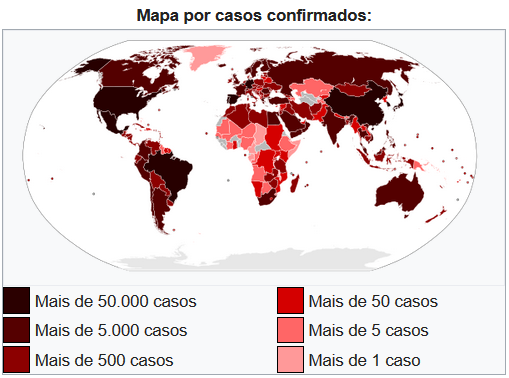 Mapa por casos confirmados:
Mais de 50.000 casos
Mais de 5.000 casos
Mais de 500 casos
Mais de 50 casos
Mais de 5 casos
Mais de 1 caso